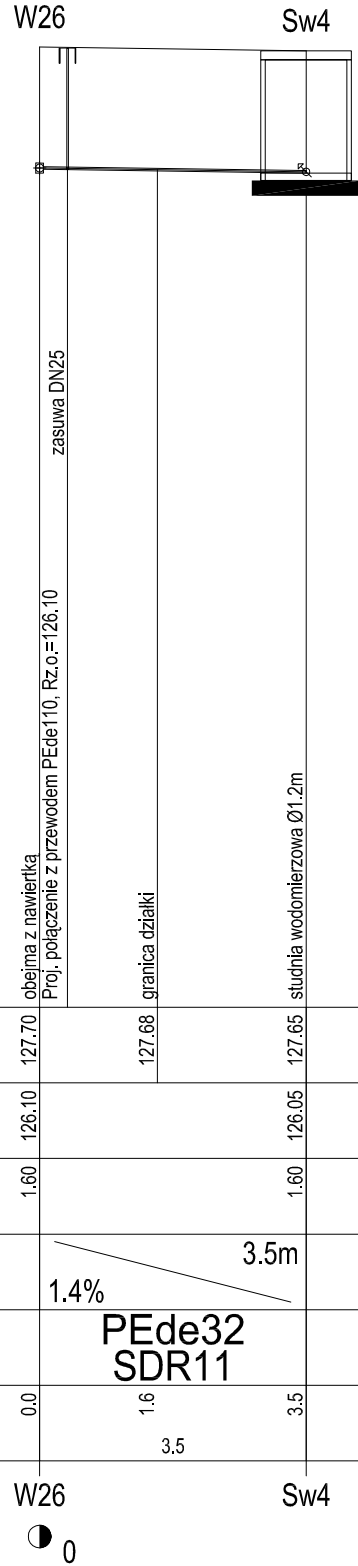 W26
Sw4
zasuwa DN25
obejma z nawiertką
Proj. połączenie z przewodem PEde110, Rz.o.=126.10
granica działki
studnia wodomierzowa Ø1.2m
127.70
127.68
127.65
126.10
126.05
1.60
1.60
3.5m
1.4%
PEde32
SDR11
0.0
1.6
3.5
3.5
W26
Sw4
0